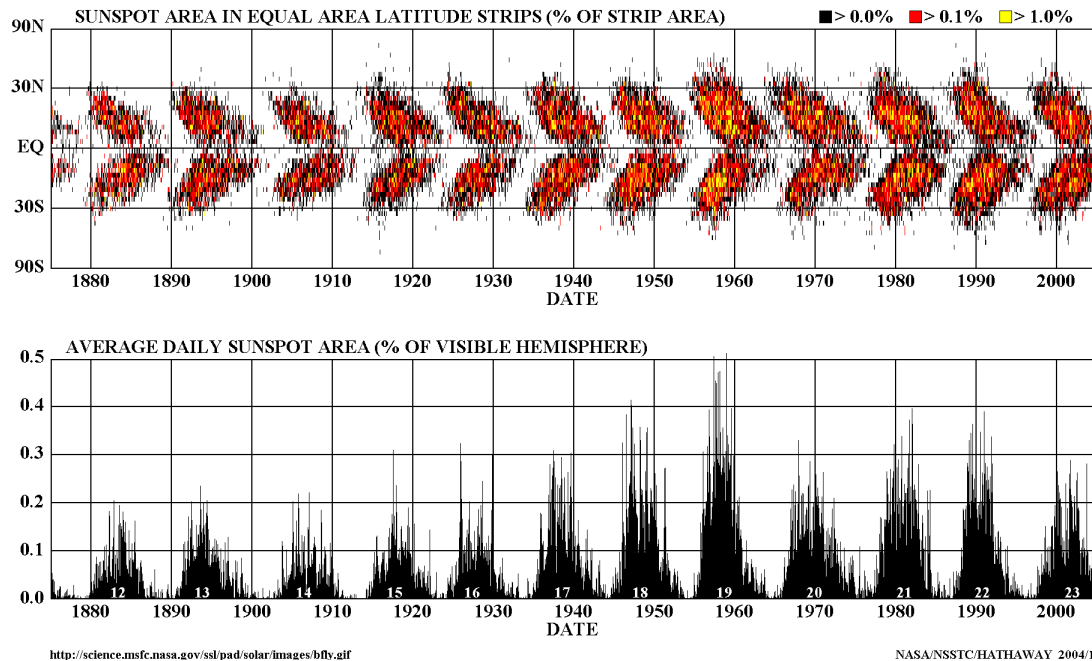 SUNSPOT AREA IN EQUAL AREA LATITUDE STRIPS (% OF STRIP AREA) > 0.0% > 0.1% > 1.0%
90N
30N
EQ
30S
90S
1880 1890 1900 1910 1920 1930 1940 1950 1960 1970 1980 1990 2000
DATE
AVERAGE DAILY SUNSPOT AREA (% OF VISIBLE HEMISPHERE)
0.5
0.4
0.3
0.2
0.1
0.0
12 13 14 15 16 17 18 19 20 21 22 23
1880 1890 1900 1910 1920 1930 1940 1950 1960 1970 1980 1990 2000
DATE
http://science.msfc.nasa.gov/ssl/pad/solar/images/bfly.gif NASA/NSSTC/HATHAWAY 2004/1